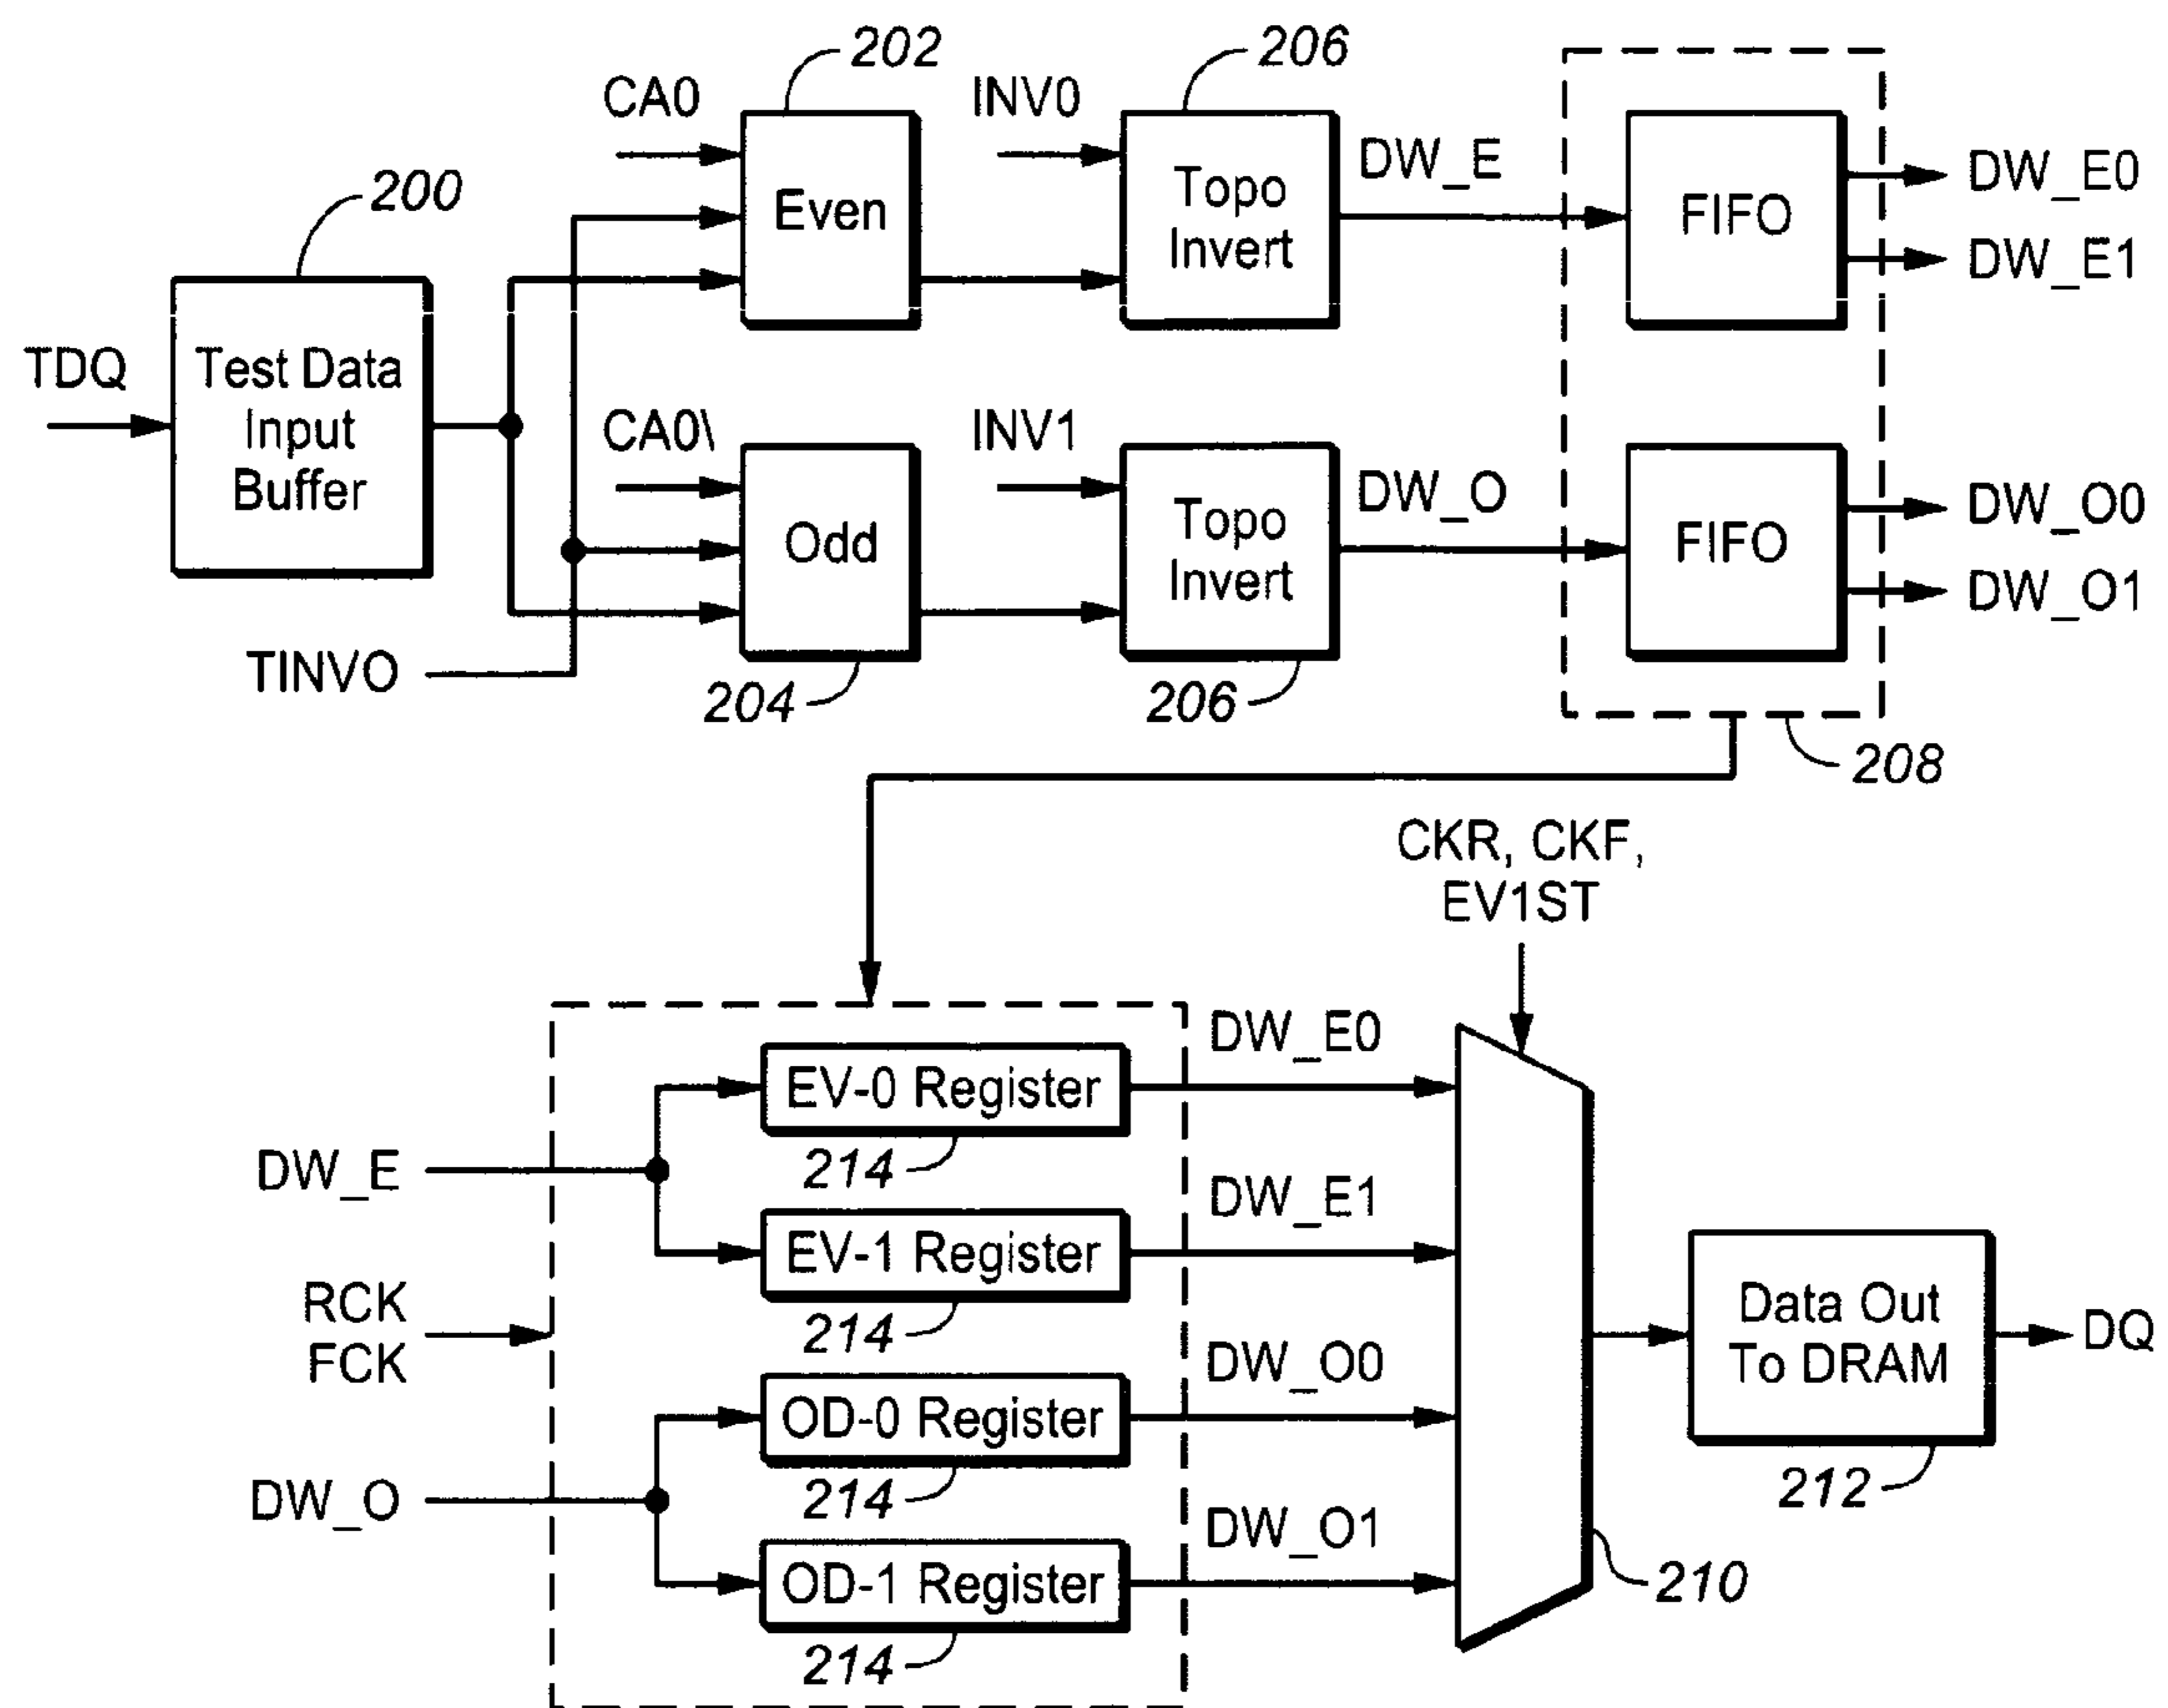 202
206
CA0
INV0
200
Even
Topo
Invert
DW_E
FIFO
DW_E0
DW_E1
TDQ
Test Data
Input
Buffer
CA0\
INV1
Odd
Topo
Invert
DW_O
FIFO
DW_O0
DW_O1
TINVO
204
206
208
CKR, CKF,
EV1ST
DW_E
RCK
FCK
DW_O
EV-0 Register
214
EV-1 Register
214
OD-0 Register
214
OD-1 Register
214
DW_E0
DW_E1
DW_O0
DW_O1
210
Data Out
To DRAM
212
DQ